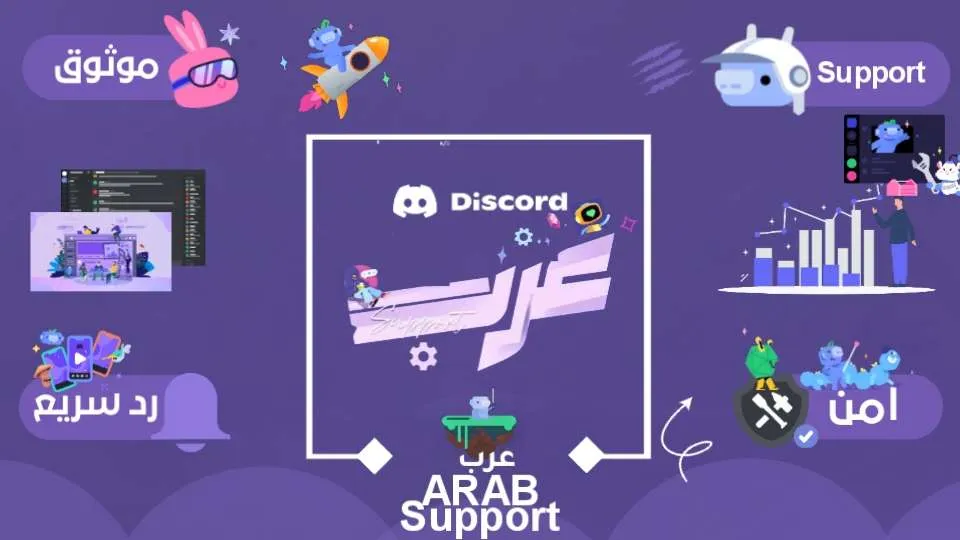 موثوق
Support
Discord
عرب
Support
رد سريع
امن
عرب
ARAB
Support